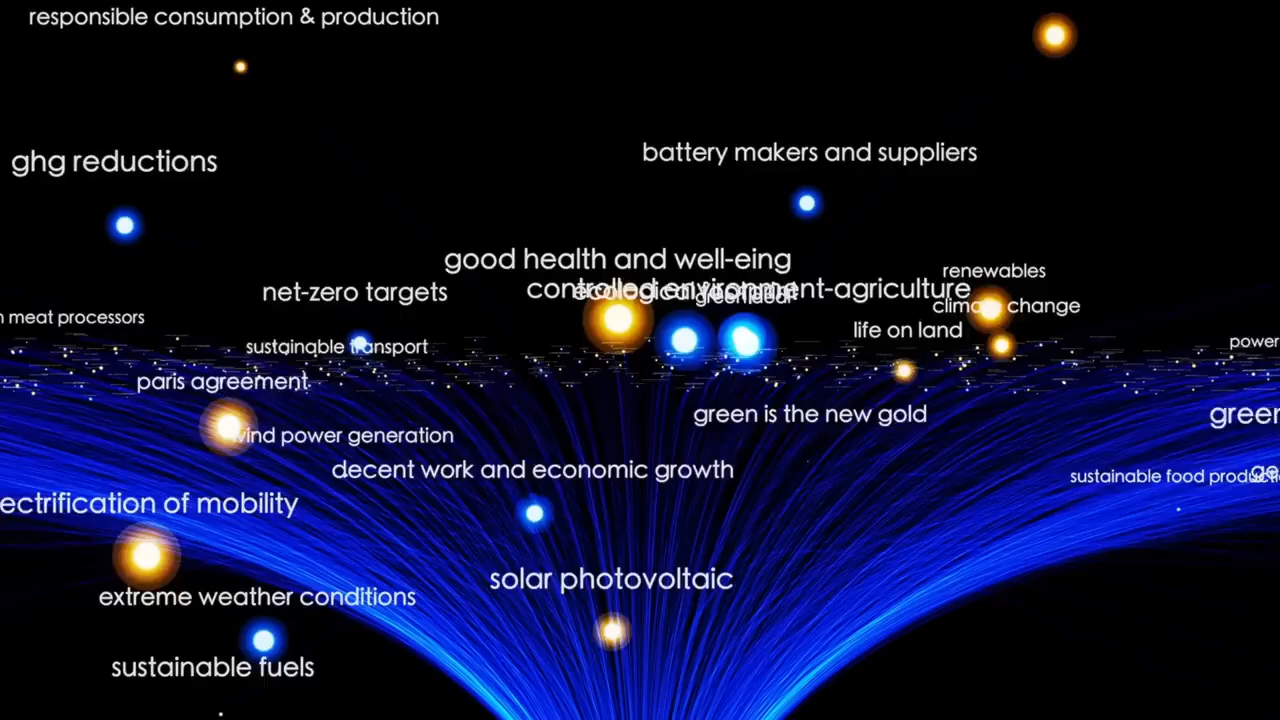 responsible consumption & production
ghg reductions
battery makers and suppliers
good health and well-eing
renewables
net-zero targets
controlled environment-agriculture
climate change
meat processors
life on land
sustainable transport
power
paris agreement
green is the new gold
green
wind power generation
decent work and economic growth
sustainable food
ectrification of mobility
solar photovoltaic
extreme weather conditions
sustainable fuels